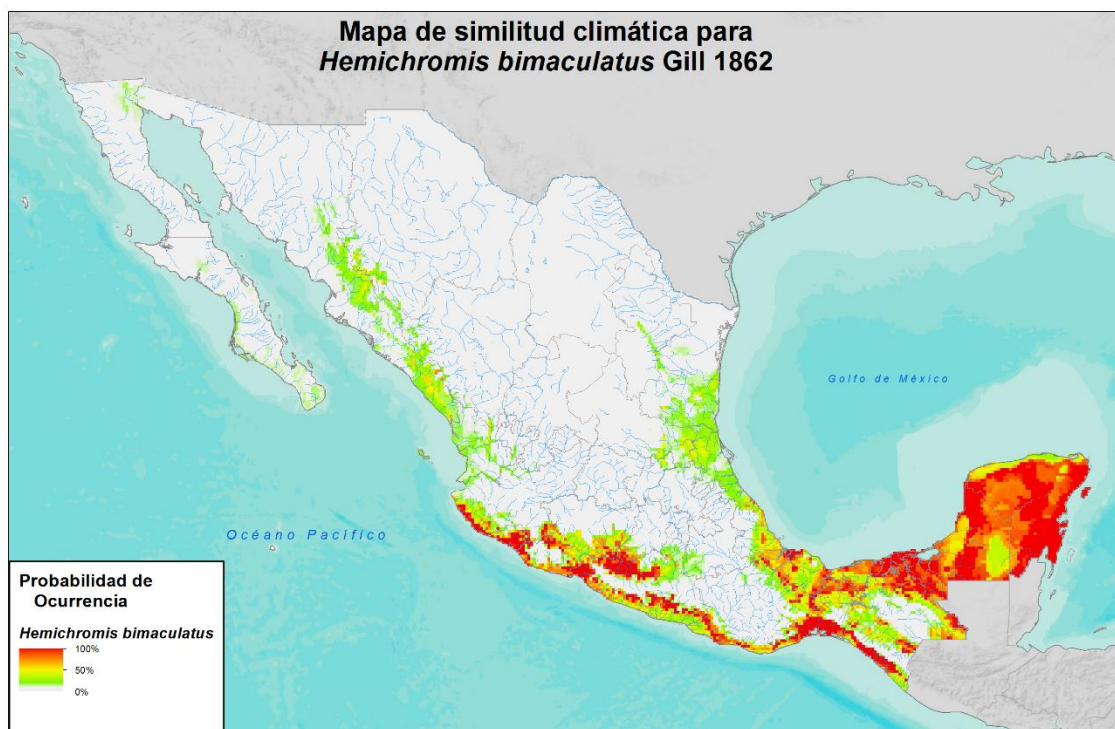 Mapa de similitud climática para
Hemichromis bimaculatus Gill 1862
Golfo de México
Océano Pacífico
Probabilidad de
Ocurrencia
Hemichromis bimaculatus
100%
50%
0%